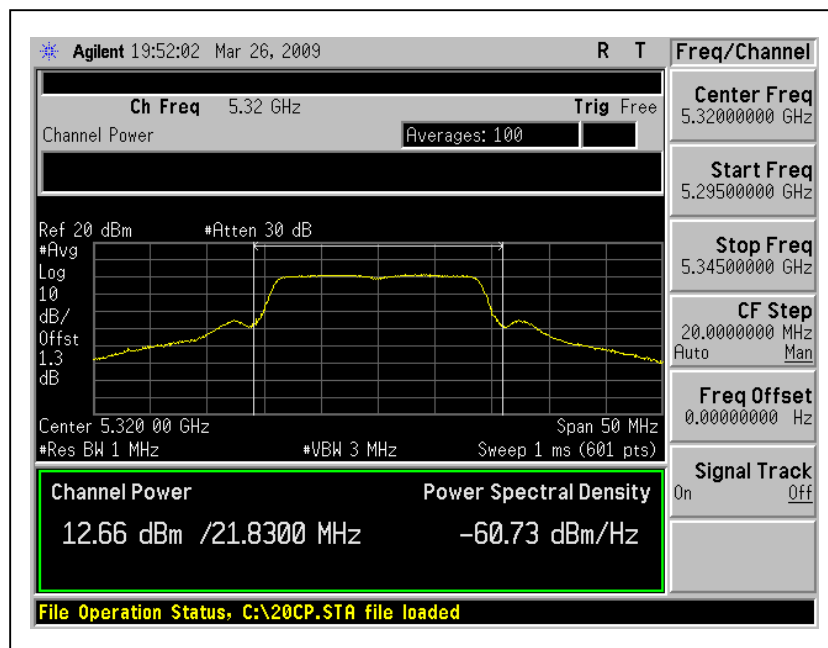 Agilent 19:52:02 Mar 26, 2009 R T
Freq/Channel
Ch Freq 5.32 GHz Trig Free
Channel Power Averages: 100
Ref 20 dBm #Atten 30 dB
#Avg
Log
10
dB/
Offst
1.3
dB
Center 5.320 00 GHz Span 50 MHz
#Res BW 1 MHz #VBW 3 MHz Sweep 1 ms (601 pts)
Channel Power Power Spectral Density
12.66 dBm /21.8300 MHz -60.73 dBm/Hz
File Operation Status, C:\20CP.STA file loaded
Center Freq
5.32000000 GHz
Start Freq
5.29500000 GHz
Stop Freq
5.34500000 GHz
CF Step
20.0000000 MHz
Auto Man
Freq Offset
0.00000000 Hz
Signal Track
On Off